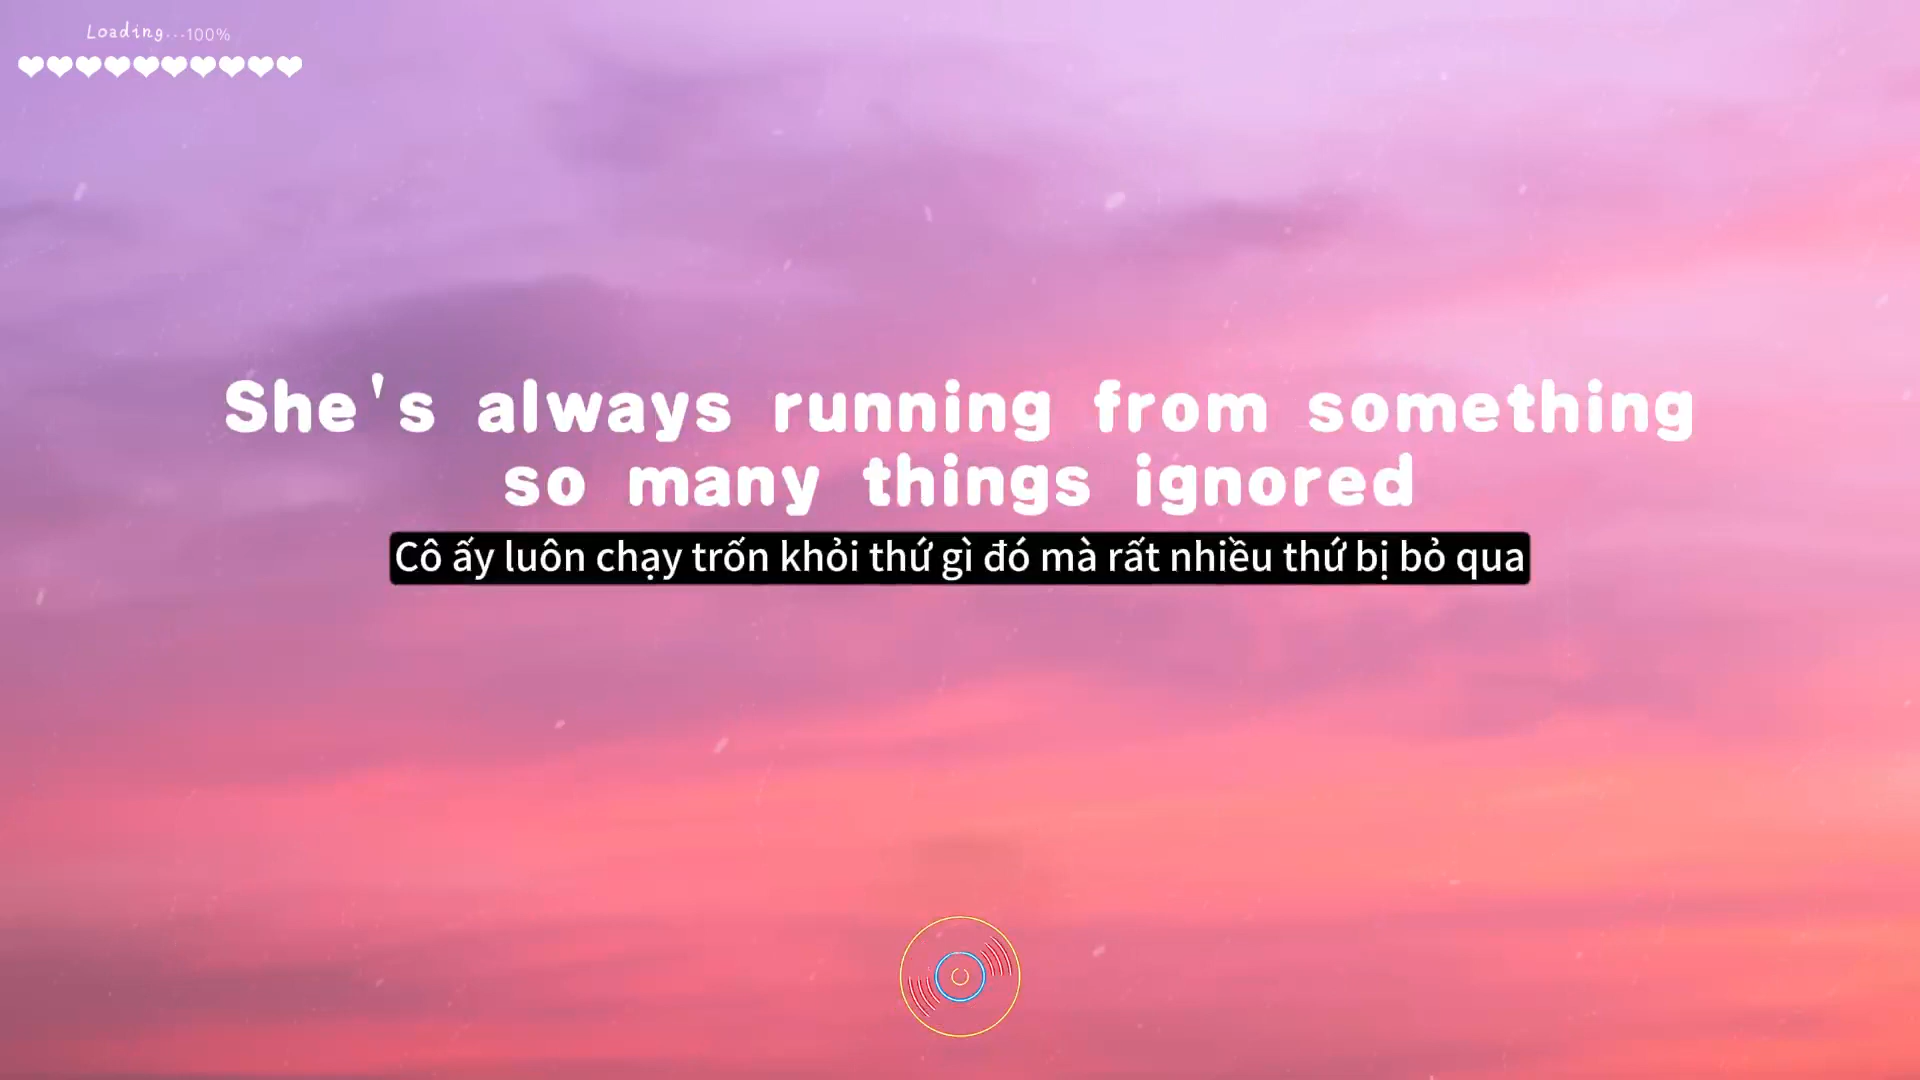 Loading...100%
She's always running from something
so many things ignored
Cô ấy luôn chạy trốn khỏi thứ gì đó mà rất nhiều thứ bị bỏ qua